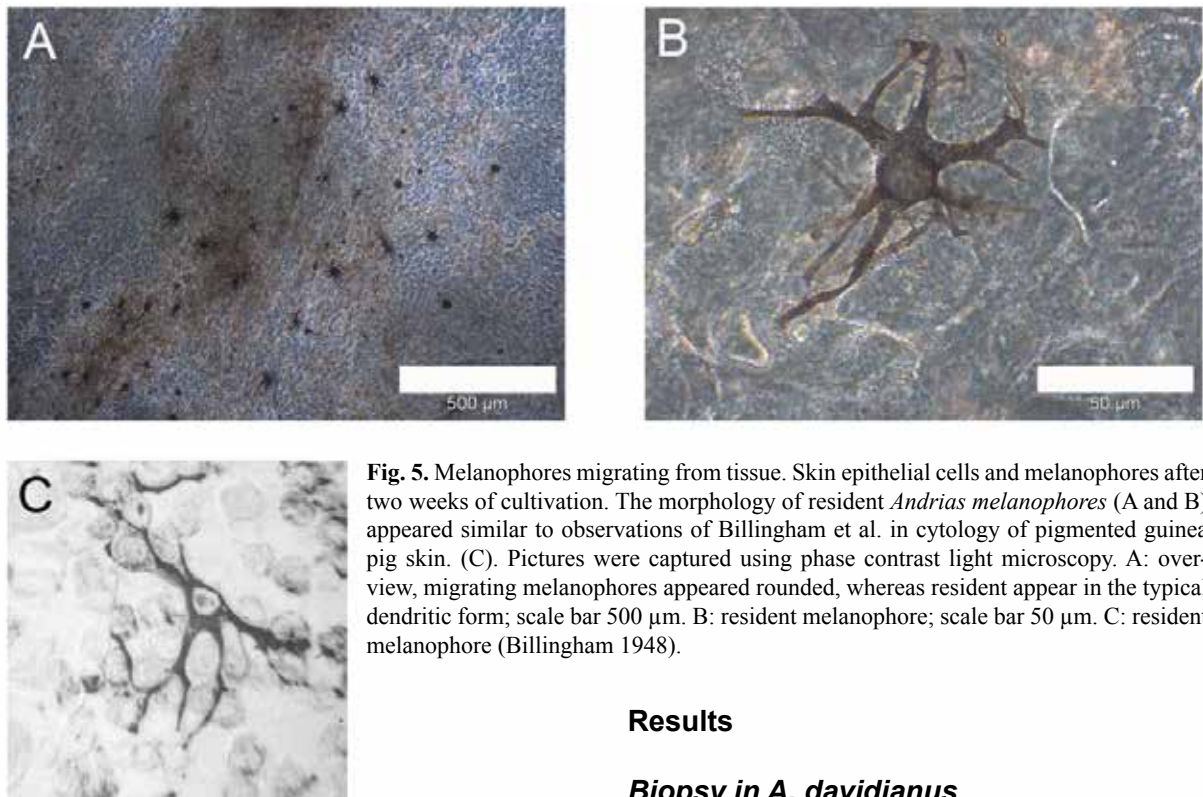 A
500 µm
B
50 µm
C
Fig. 5. Melanophores migrating from tissue. Skin epithelial cells and melanophores after
two weeks of cultivation. The morphology of resident Andrias melanophores (A and B)
appeared similar to observations of Billingham et al. in cytology of pigmented guinea
pig skin. (C). Pictures were captured using phase contrast light microscopy. A: over-
view, migrating melanophores appeared rounded, whereas resident appear in the typical
dendritic form; scale bar 500 µm. B: resident melanophore; scale bar 50 µm. C: resident
melanophore (Billingham 1948).
Results
Biopsy in A. davidianus